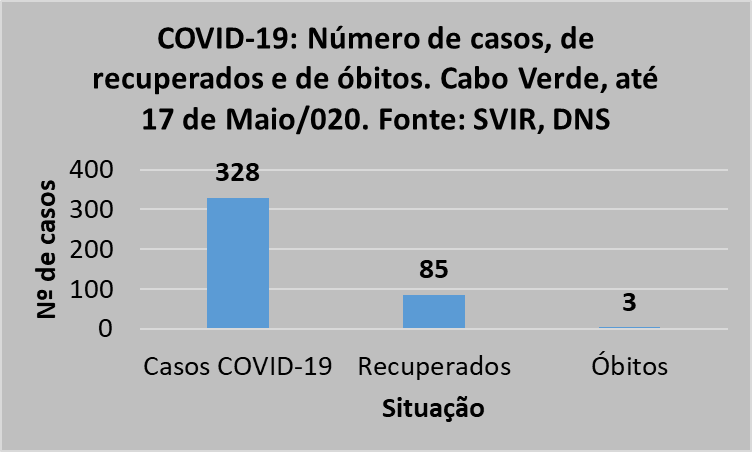 COVID-19: Número de casos, de
recuperados e de óbitos. Cabo Verde, até
17 de Maio/020. Fonte: SVIR, DNS
Nº de casos
400
300
200
100
0
328
85
3
Casos COVID-19
Recuperados
Óbitos
Situação